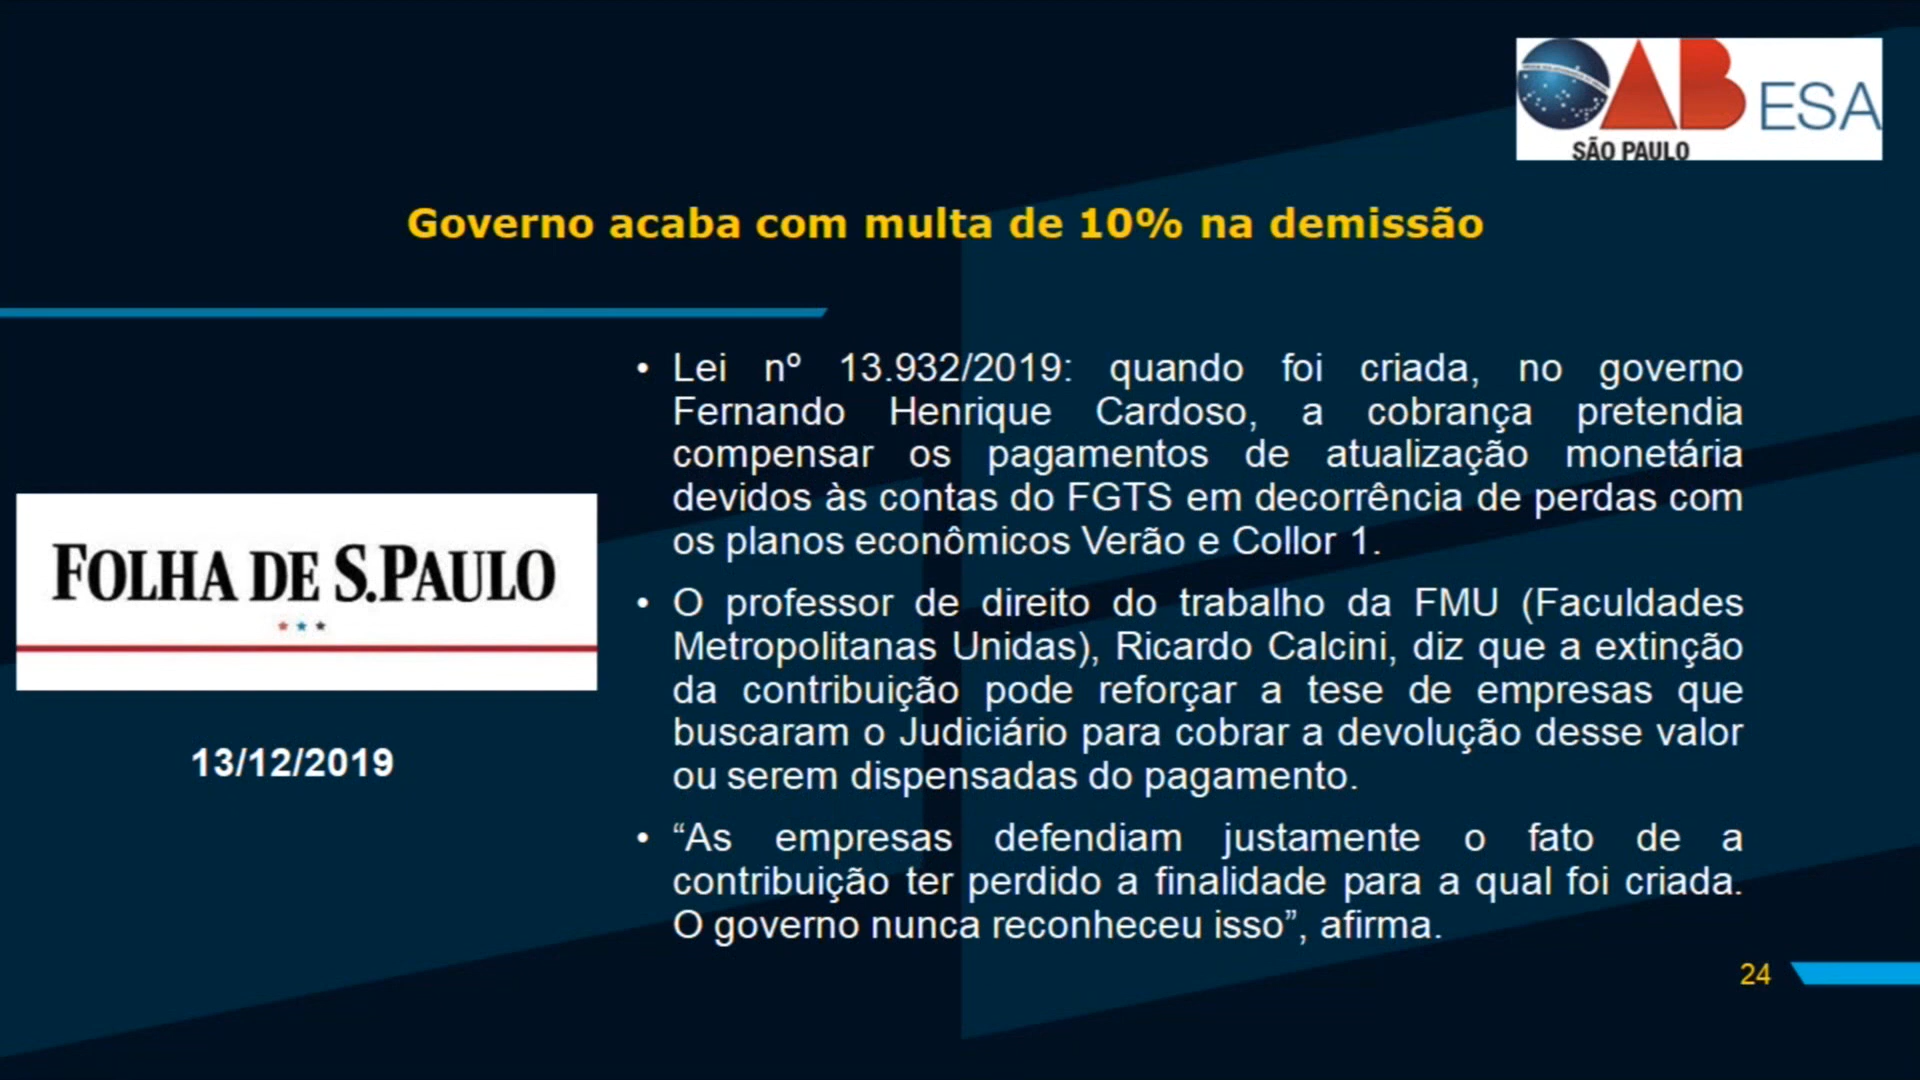 OAB ESA
SÃO PAULO
Governo acaba com multa de 10% na demissão
• Lei nº 13.932/2019: quando foi criada, no governo
Fernando Henrique Cardoso, a cobrança pretendia
compensar os pagamentos de atualização monetária
devidos às contas do FGTS em decorrência de perdas com
os planos econômicos Verão e Collor 1.
• O professor de direito do trabalho da FMU (Faculdades
Metropolitanas Unidas), Ricardo Calcini, diz que a extinção
da contribuição pode reforçar a tese de empresas que
buscaram o Judiciário para cobrar a devolução desse valor
ou serem dispensadas do pagamento.
• “As empresas defendiam justamente o fato de a
contribuição ter perdido a finalidade para a qual foi criada.
O governo nunca reconheceu isso”, afirma.
FOLHA DE S.PAULO
13/12/2019
24